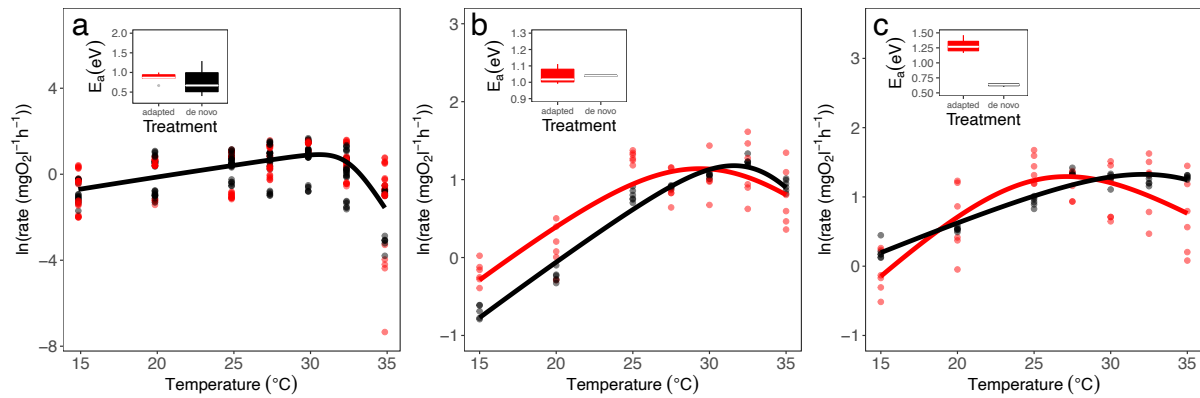 a
2.0
1.5
1.0
0.5
Eₐ(eV)
adapted de novo
Treatment
0
−4
−8
ln(rate (mgO₂l⁻¹h⁻¹))
15 20 25 30 35
Temperature (°C)
b
1.3
1.2
1.1
1.0
0.9
Eₐ(eV)
adapted de novo
Treatment
3
2
1
0
−1
ln(rate (mgO₂l⁻¹h⁻¹))
15 20 25 30 35
Temperature (°C)
c
1.50
1.25
1.00
0.75
0.50
Eₐ(eV)
adapted de novo
Treatment
3
2
1
0
−1
ln(rate (mgO₂l⁻¹h⁻¹))
15 20 25 30 35
Temperature (°C)